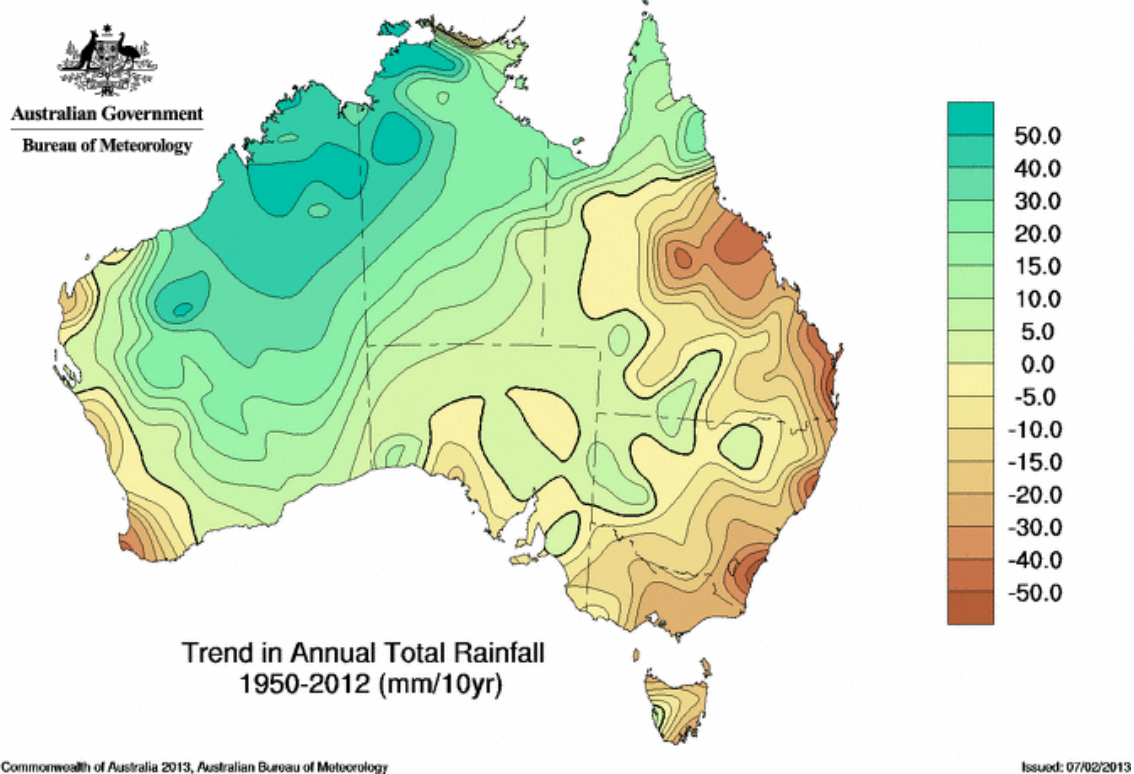 Australian Government
Bureau of Meteorology
50.0
40.0
30.0
20.0
15.0
10.0
5.0
0.0
-5.0
-10.0
-15.0
-20.0
-30.0
-40.0
-50.0
Trend in Annual Total Rainfall
1950-2012 (mm/10yr)
Commonwealth of Australia 2013, Australian Bureau of Meteorology
Issued: 07/02/2013